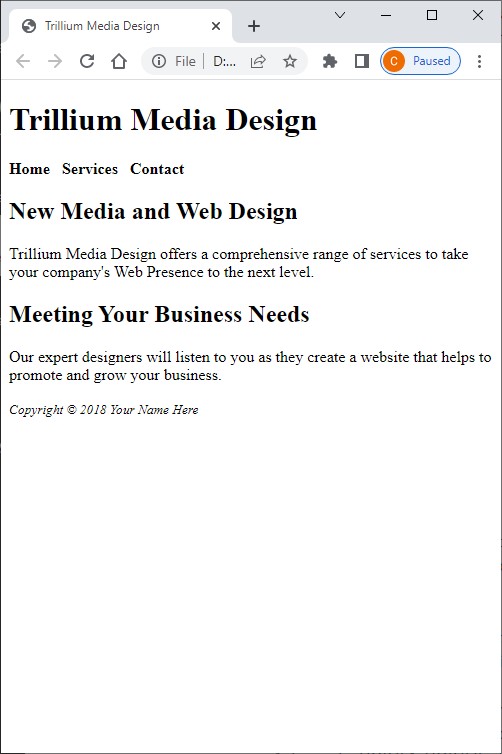 Trillium Media Design
File D:...
C Paused
Trillium Media Design
Home Services Contact
New Media and Web Design
Trillium Media Design offers a comprehensive range of services to take
your company's Web Presence to the next level.
Meeting Your Business Needs
Our expert designers will listen to you as they create a website that helps to
promote and grow your business.
Copyright © 2018 Your Name Here